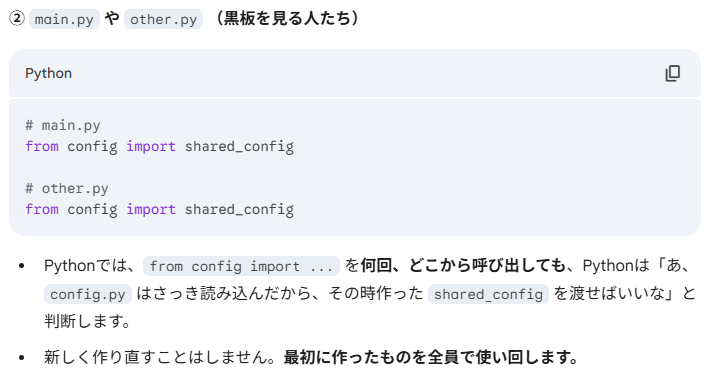 ② main.py や other.py （黒板を見る人たち）
Python
# main.py
from config import shared_config
# other.py
from config import shared_config
• Pythonでは、 from config import ... を何回、どこから呼び出しても、Pythonは「あ、
config.py はさっき読み込んだから、その時作った shared_config を渡せばいいな」と
判断します。
• 新しく作り直すことはしません。最初に作ったものを全員で使い回します。